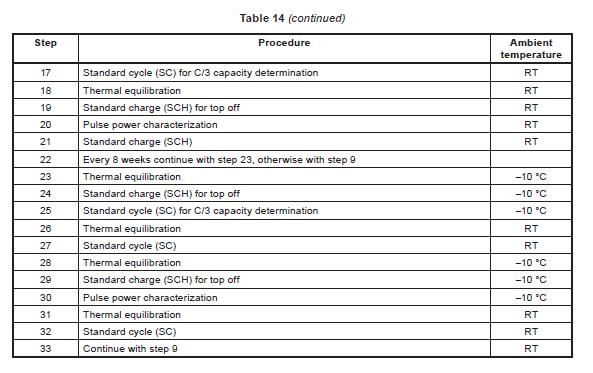 Table 14 (continued)
Step Procedure Ambient temperature
17 Standard cycle (SC) for C/3 capacity determination RT
18 Thermal equilibration RT
19 Standard charge (SCH) for top off RT
20 Pulse power characterization RT
21 Standard charge (SCH) RT
22 Every 8 weeks continue with step 23, otherwise with step 9
23 Thermal equilibration –10 °C
24 Standard charge (SCH) for top off –10 °C
25 Standard cycle (SC) for C/3 capacity determination –10 °C
26 Thermal equilibration RT
27 Standard cycle (SC) RT
28 Thermal equilibration –10 °C
29 Standard charge (SCH) for top off –10 °C
30 Pulse power characterization –10 °C
31 Thermal equilibration RT
32 Standard cycle (SC) RT
33 Continue with step 9 RT